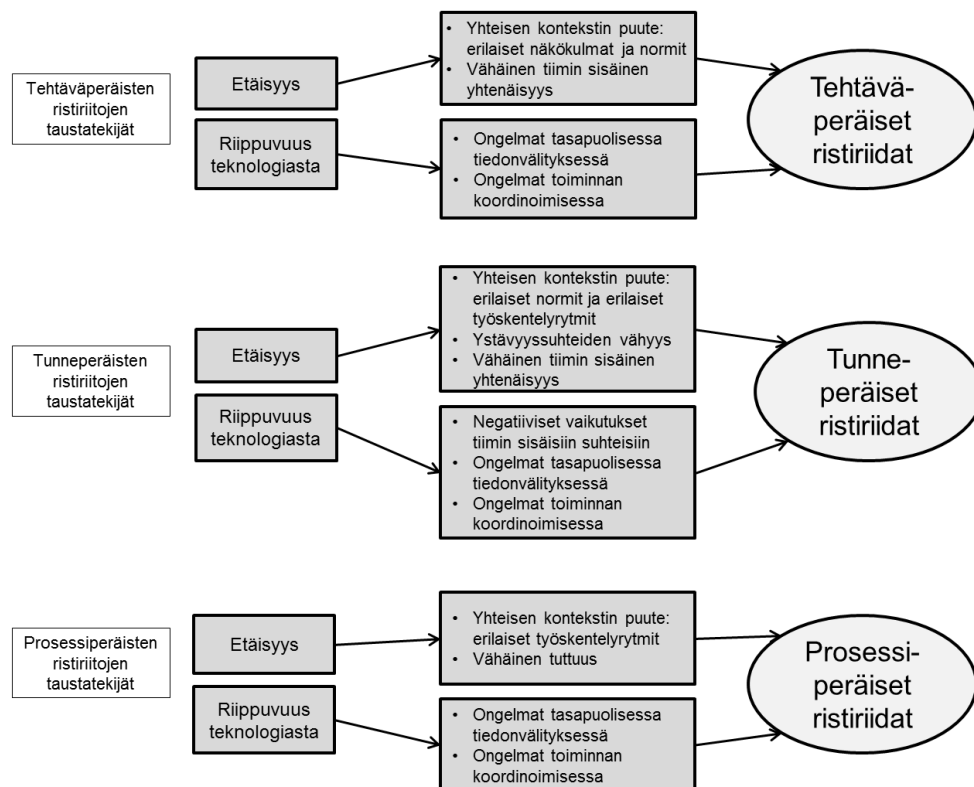 Tehtäväperäisten
ristiriitojen
taustatekijät
Etäisyys
Riippuvuus
teknologiasta
• Yhteisen kontekstin puute:
erilaiset näkökulmat ja normit
• Vähäinen tiimin sisäinen
yhtenäisyys
• Ongelmat tasapuolisessa
tiedonvälityksessä
• Ongelmat toiminnan
koordinoimisessa
Tehtävä-
peräiset
ristiriidat
Tunneperäisten
ristiriitojen
taustatekijät
Etäisyys
Riippuvuus
teknologiasta
• Yhteisen kontekstin puute:
erilaiset normit ja erilaiset
työskentelyrytmit
• Ystävyyssuhteiden vähyys
• Vähäinen tiimin sisäinen
yhtenäisyys
• Negatiiviset vaikutukset
tiimin sisäisiin suhteisiin
• Ongelmat tasapuolisessa
tiedonvälityksessä
• Ongelmat toiminnan
koordinoimisessa
Tunne-
peräiset
ristiriidat
Prosessiperäisten
ristiriitojen
taustatekijät
Etäisyys
Riippuvuus
teknologiasta
• Yhteisen kontekstin puute:
erilaiset työskentelyrytmit
• Vähäinen tuttuus
• Ongelmat tasapuolisessa
tiedonvälityksessä
• Ongelmat toiminnan
koordinoimisessa
Prosessi-
peräiset
ristiriidat